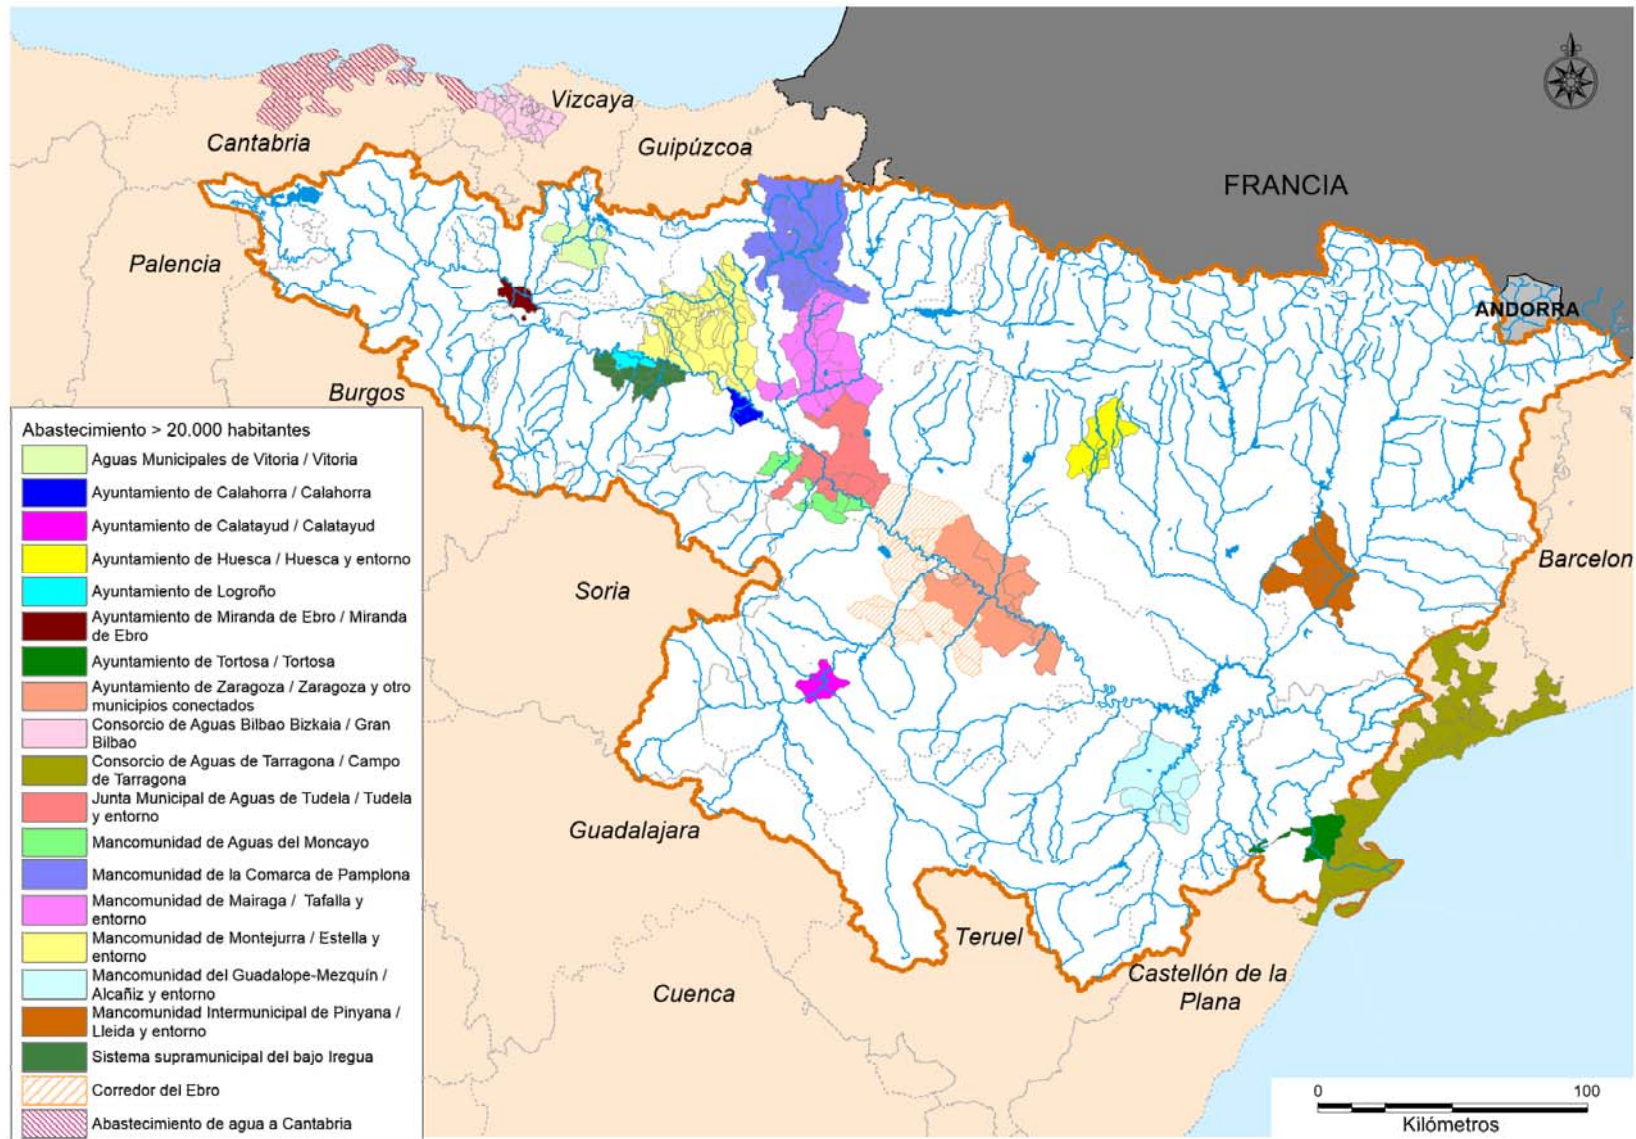 Vizcaya
Cantabria
Guipúzcoa
FRANCIA
Palencia
ANDORRA
Burgos
Barcelon
Soria
Guadalajara
Teruel
Castellón de la
Plana
Cuenca
Abastecimiento > 20.000 habitantes
Aguas Municipales de Vitoria / Vitoria
Ayuntamiento de Calahorra / Calahorra
Ayuntamiento de Calatayud / Calatayud
Ayuntamiento de Huesca / Huesca y entorno
Ayuntamiento de Logroño
Ayuntamiento de Miranda de Ebro / Miranda
de Ebro
Ayuntamiento de Tortosa / Tortosa
Ayuntamiento de Zaragoza / Zaragoza y otro
municipios conectados
Consorcio de Aguas Bilbao Bizkaia / Gran
Bilbao
Consorcio de Aguas de Tarragona / Campo
de Tarragona
Junta Municipal de Aguas de Tudela / Tudela
y entorno
Mancomunidad de Aguas del Moncayo
Mancomunidad de la Comarca de Pamplona
Mancomunidad de Mairaga / Tafalla y
entorno
Mancomunidad de Montejurra / Estella y
entorno
Mancomunidad del Guadalope-Mezquín /
Alcañiz y entorno
Mancomunidad Intermunicipal de Pinyana /
Lleida y entorno
Sistema supramunicipal del bajo Iregua
Corredor del Ebro
Abastecimiento de agua a Cantabria
0 100
Kilómetros